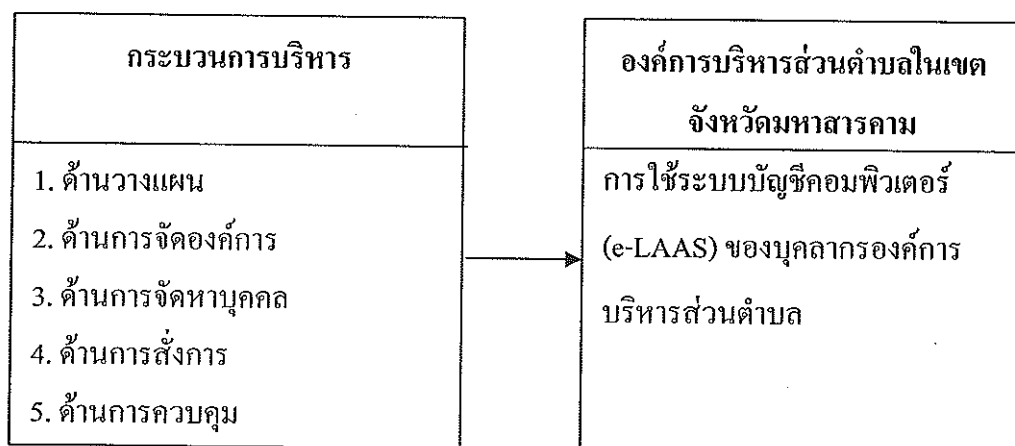 กระบวนการบริหาร
1. ด้านวางแผน
2. ด้านการจัดองค์การ
3. ด้านการจัดหาบุคคล
4. ด้านการสั่งการ
5. ด้านการควบคุม
องค์การบริหารส่วนตำบลในเขต
จังหวัดมหาสารคาม
การใช้ระบบบัญชีคอมพิวเตอร์
(e-LAAS) ของบุคลากรองค์การ
บริหารส่วนตำบล